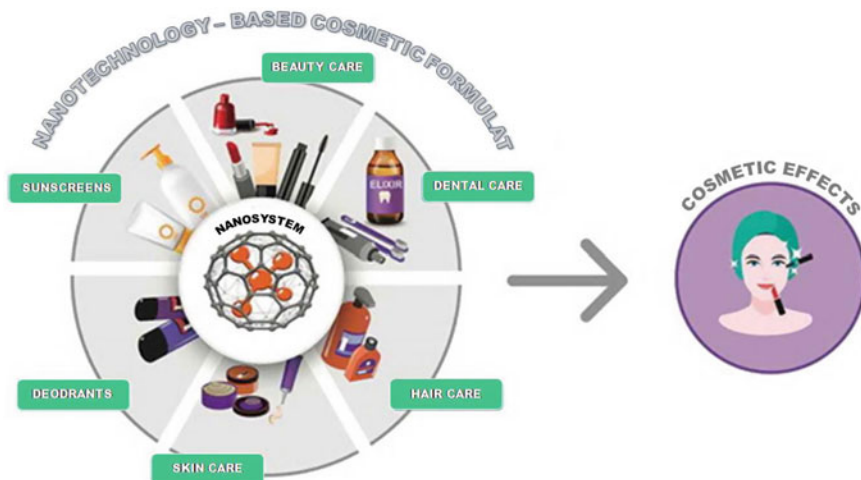 NANOTECHNOLOGY – BASED COSMETIC FORMULAT
BEAUTY CARE
SUNSCREENS
ELIXIR
DENTAL CARE
NANOSYSTEM
COSMETIC EFFECTS
DEODRANTS
HAIR CARE
SKIN CARE